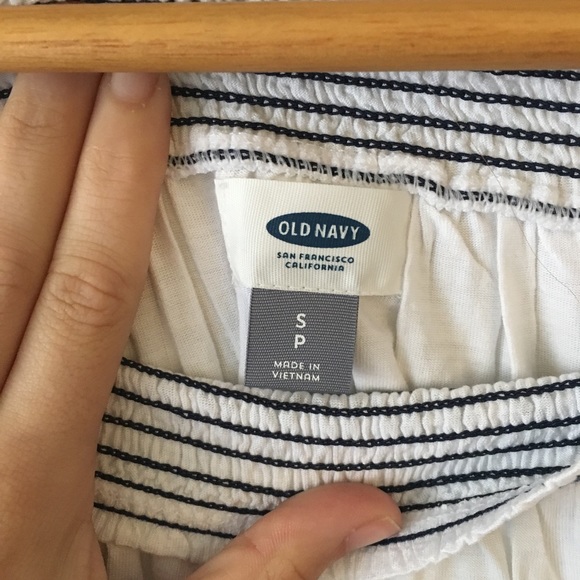 OLD NAVY
SAN FRANCISCO
CALIFORNIA
S
P
MADE IN
VIETNAM